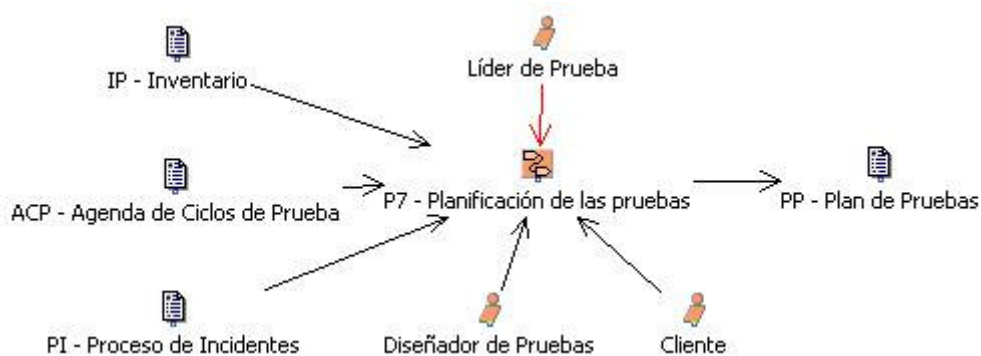 Líder de Prueba
IP - Inventario
ACP - Agenda de Ciclos de Prueba
P7 - Planificación de las pruebas
PP - Plan de Pruebas
PI - Proceso de Incidentes
Diseñador de Pruebas
Cliente